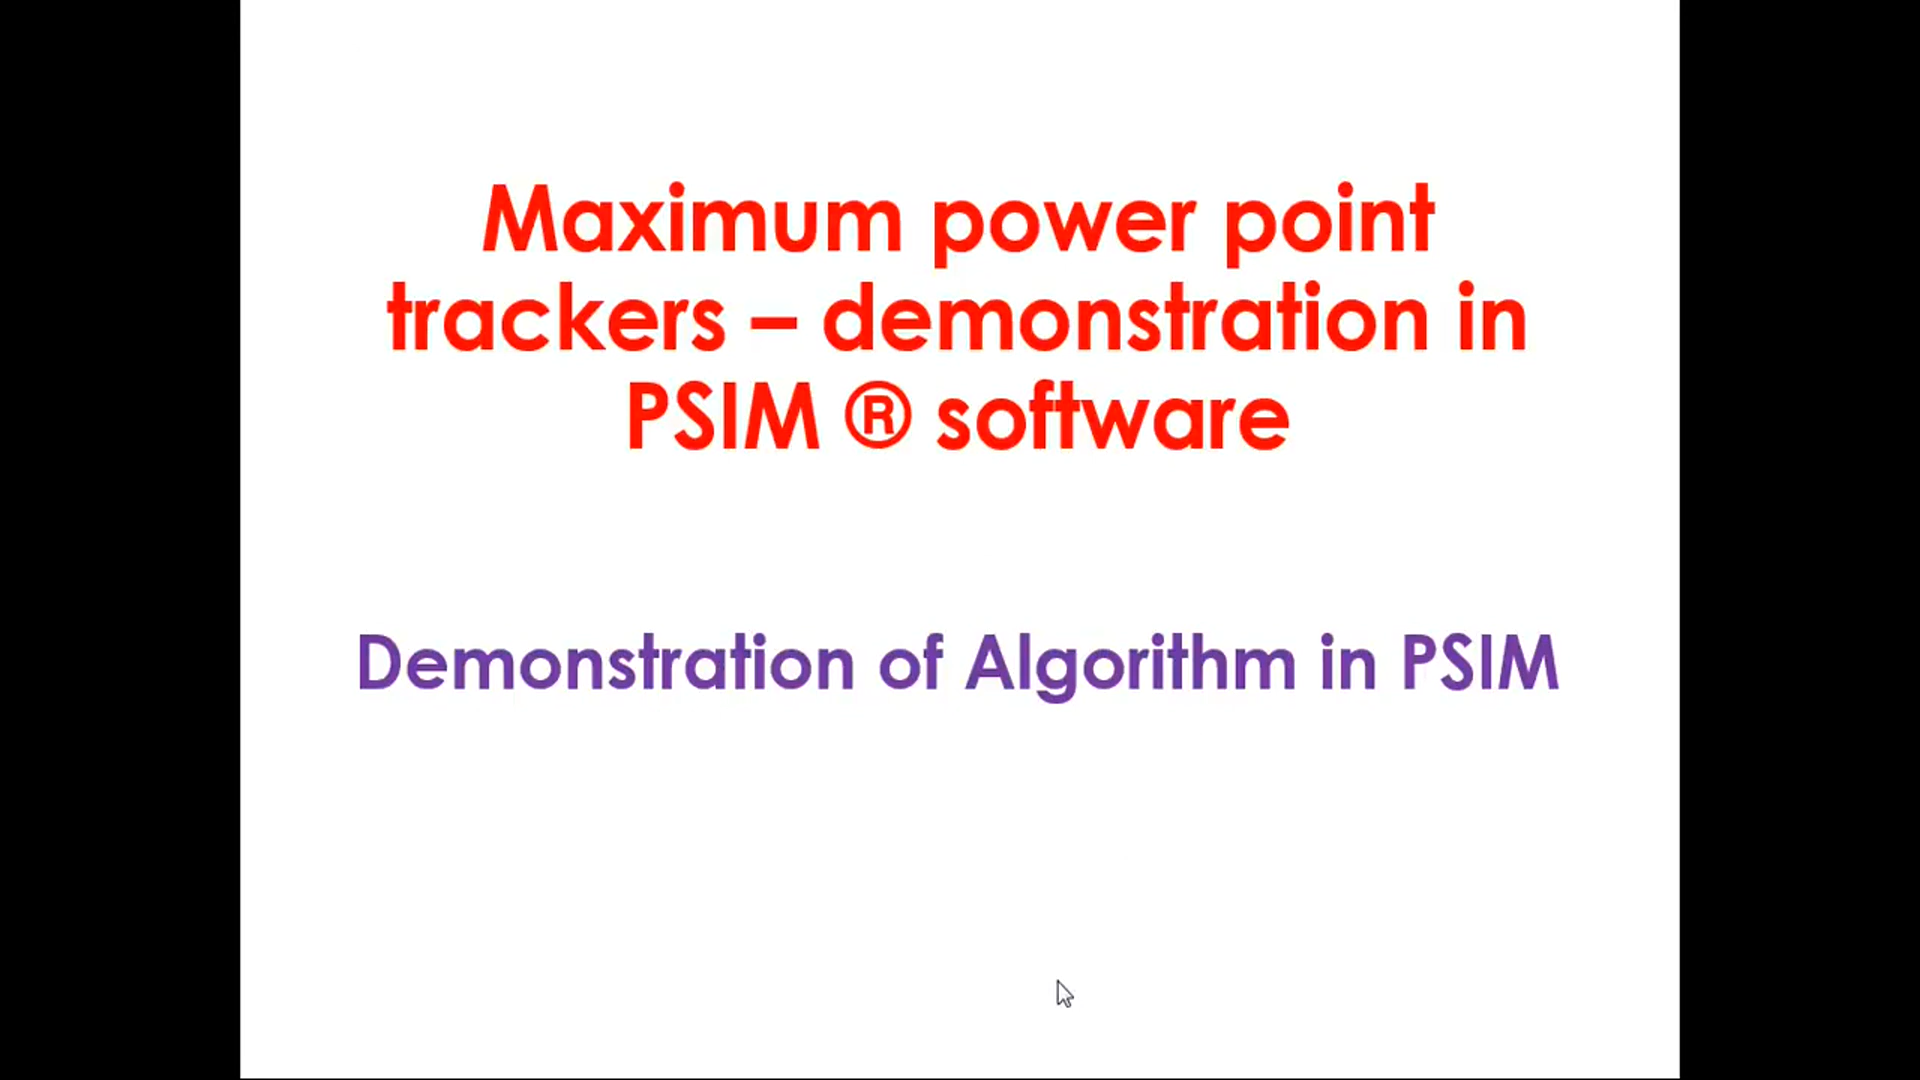 Maximum power point
trackers – demonstration in
PSIM ® software
Demonstration of Algorithm in PSIM